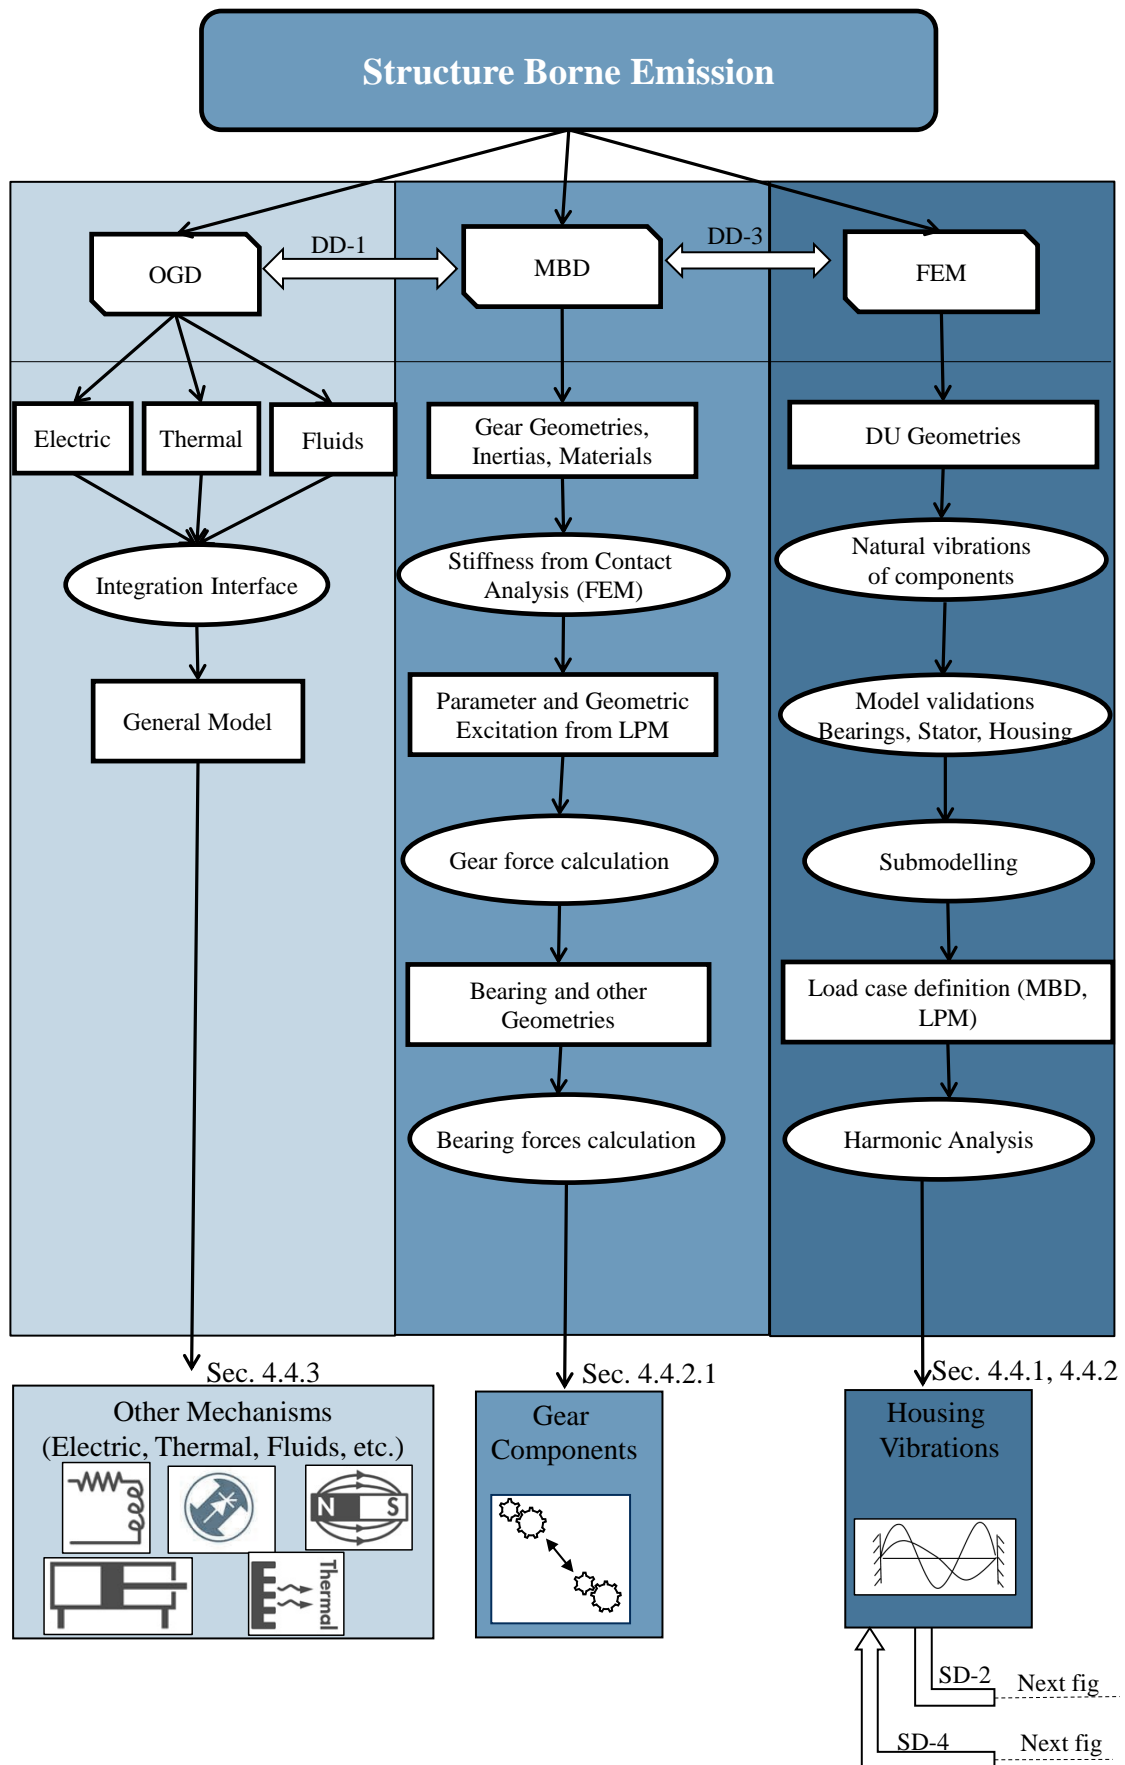 Structure Borne Emission
DD-1
DD-3
OGD
MBD
FEM
Electric
Thermal
Fluids
Integration Interface
General Model
Gear Geometries,
Inertias, Materials
Stiffness from Contact
Analysis (FEM)
Parameter and Geometric
Excitation from LPM
Gear force calculation
Bearing and other
Geometries
Bearing forces calculation
DU Geometries
Natural vibrations
of components
Model validations
Bearings, Stator, Housing
Submodelling
Load case definition (MBD,
LPM)
Harmonic Analysis
Sec. 4.4.3
Other Mechanisms
(Electric, Thermal, Fluids, etc.)
N S
Thermal
Sec. 4.4.2.1
Gear
Components
Sec. 4.4.1, 4.4.2
Housing
Vibrations
SD-2
Next fig
SD-4
Next fig